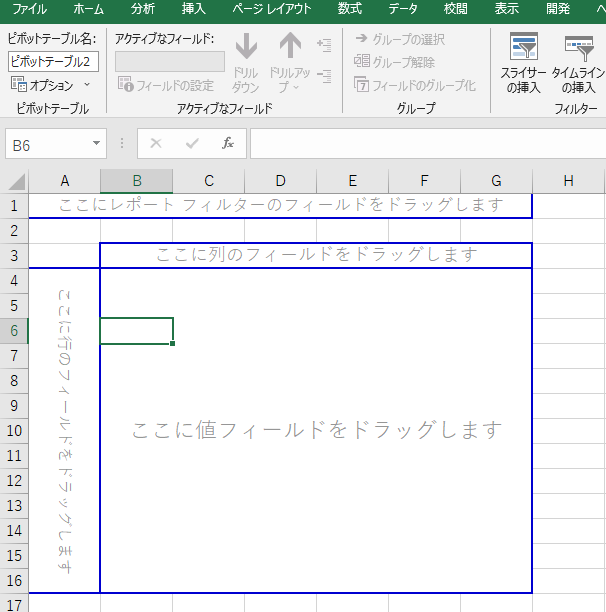 ファイル ホーム 分析 挿入 ページ レイアウト 数式 データ 校閲 表示 開発 ヘ
ピボットテーブル名: アクティブなフィールド: フィールドの選択
ピボットテーブル2 グループ解除
オプション フィールドの設定 ドリルダウン ドリルアップ フィールドのグループ化 スライサーの挿入 タイムラインの挿入
ピボットテーブル アクティブなフィールド グループ フィルター
B6 fx
A B C D E F G H
1 ここにレポート フィルターのフィールドをドラッグします
2
3 ここに列のフィールドをドラッグします
4
5
6
7
8
9
10 ここに値フィールドをドラッグします
11
12
13
14
15
16
17
ここに行のフィールドをドラッグします